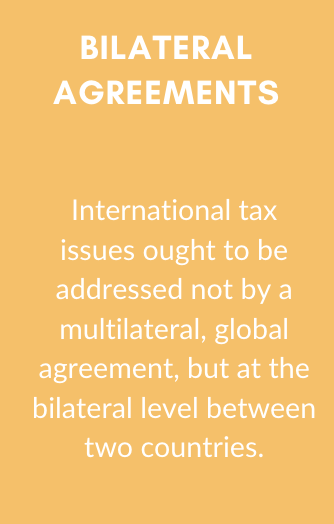 BILATERAL
AGREEMENTS
International tax
issues ought to be
addressed not by a
multilateral, global
agreement, but at the
bilateral level between
two countries.